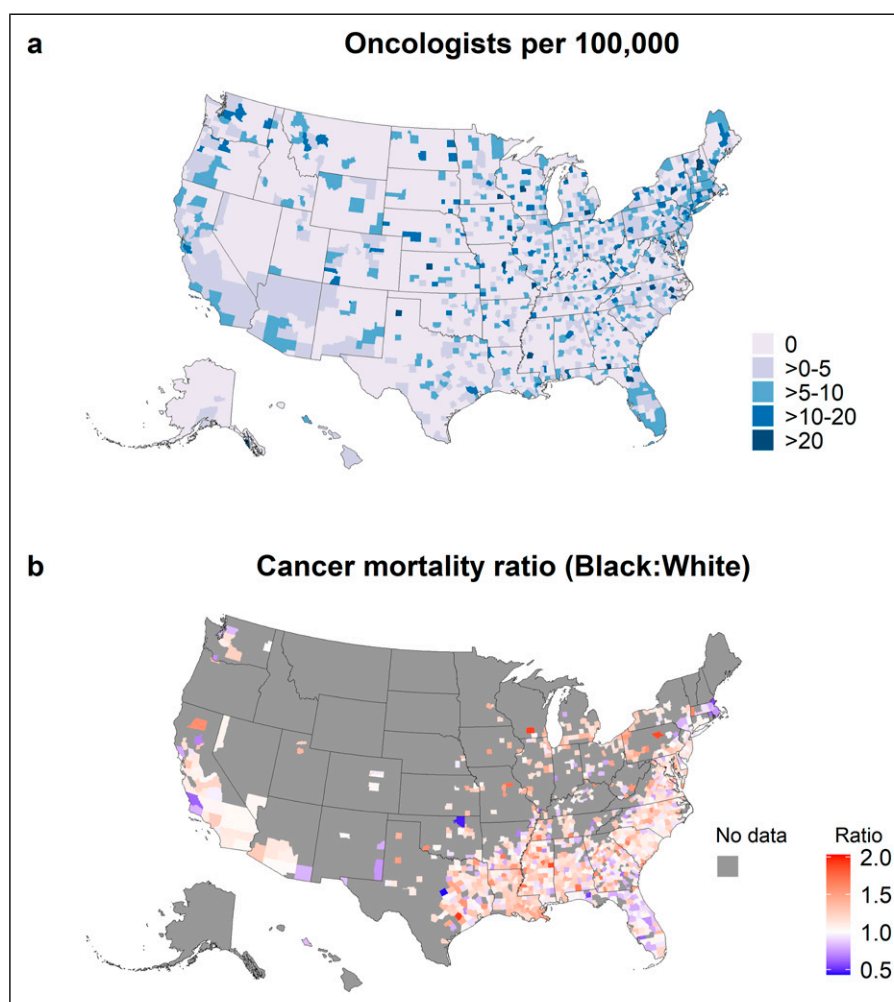 a
Oncologists per 100,000
0
>0-5
>5-10
>10-20
>20
b
Cancer mortality ratio (Black:White)
No data
Ratio
2.0
1.5
1.0
0.5